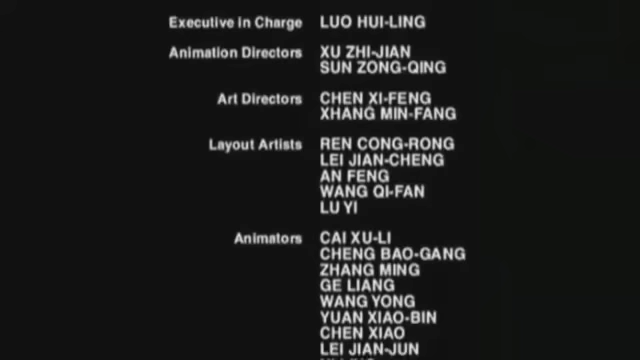 Executive in Charge LUO HUI-LING
Animation Directors XU ZHI-JIAN
SUN ZONG-QING
Art Directors CHEN XI-FENG
XHANG MIN-FANG
Layout Artists REN CONG-RONG
LEI JIAN-CHENG
AN FENG
WANG QI-FAN
LU YI
Animators CAI XU-LI
CHENG BAO-GANG
ZHANG MING
GE LIANG
WANG YONG
YUAN XIAO-BIN
CHEN XIAO
LEI JIAN-JUN